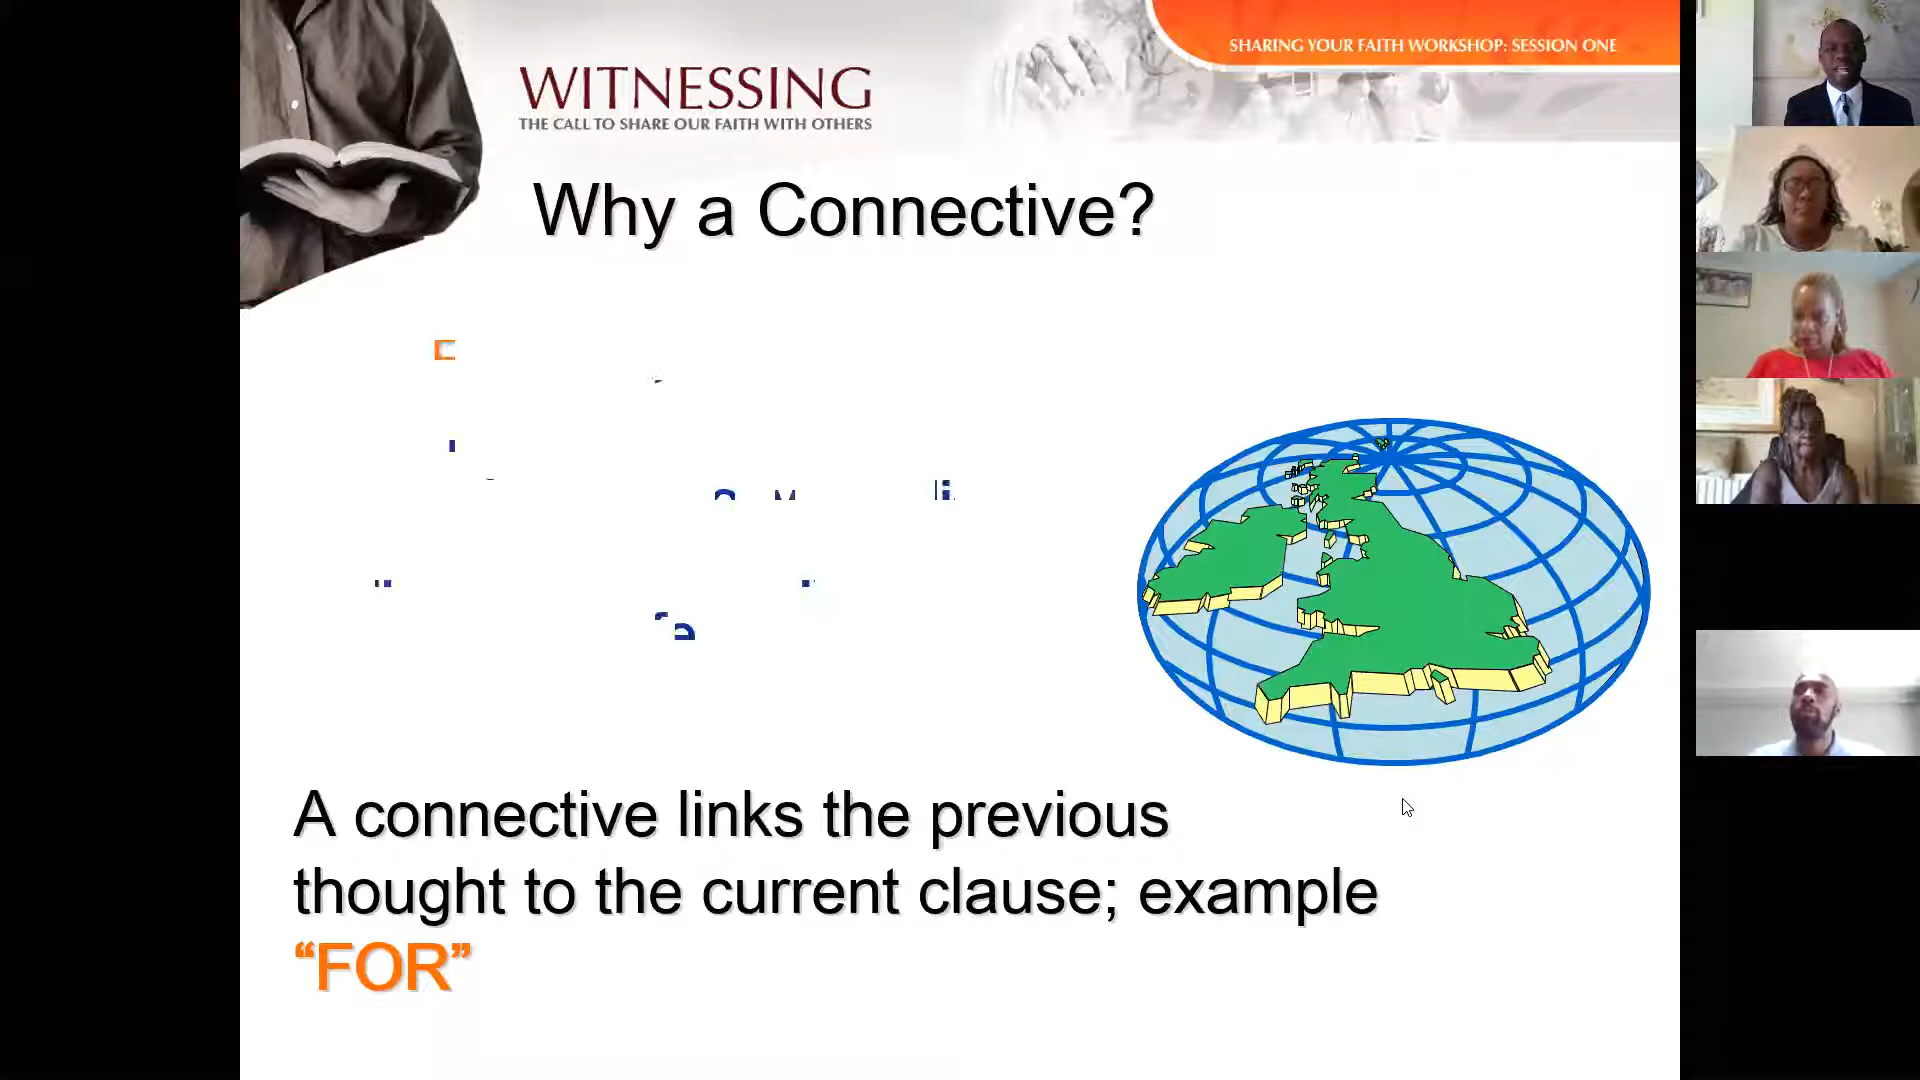 SHARING YOUR FAITH WORKSHOP: SESSION ONE
WITNESSING
THE CALL TO SHARE OUR FAITH WITH OTHERS
Why a Connective?
A connective links the previous
thought to the current clause; example
“FOR”